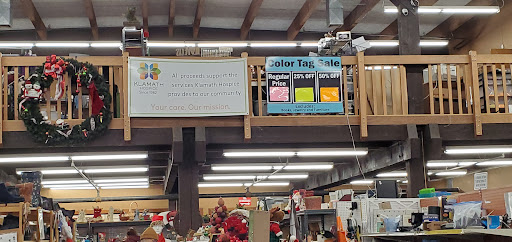 KLAMATH
All proceeds support the
services Klamath Hospice
provides to our community
Your care. Our mission.
Color Tag Sale
Regular Price
25% OFF
50% OFF